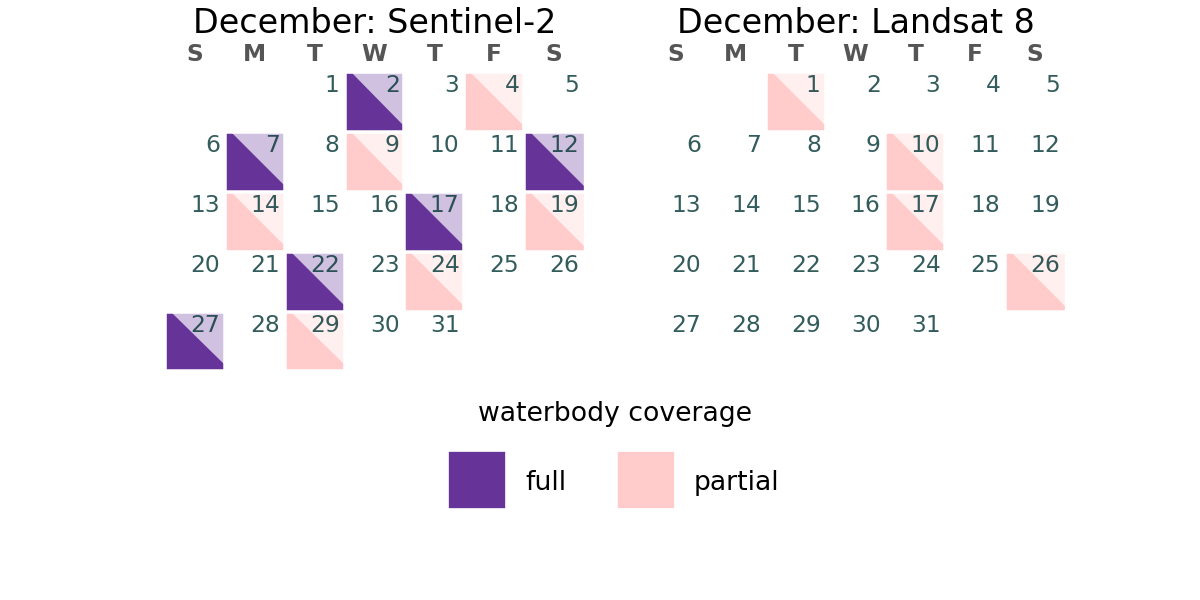 December: Sentinel-2
S M T W T F S
1 2 3 4 5
6 7 8 9 10 11 12
13 14 15 16 17 18 19
20 21 22 23 24 25 26
27 28 29 30 31
December: Landsat 8
S M T W T F S
1 2 3 4 5
6 7 8 9 10 11 12
13 14 15 16 17 18 19
20 21 22 23 24 25 26
27 28 29 30 31
waterbody coverage
full partial